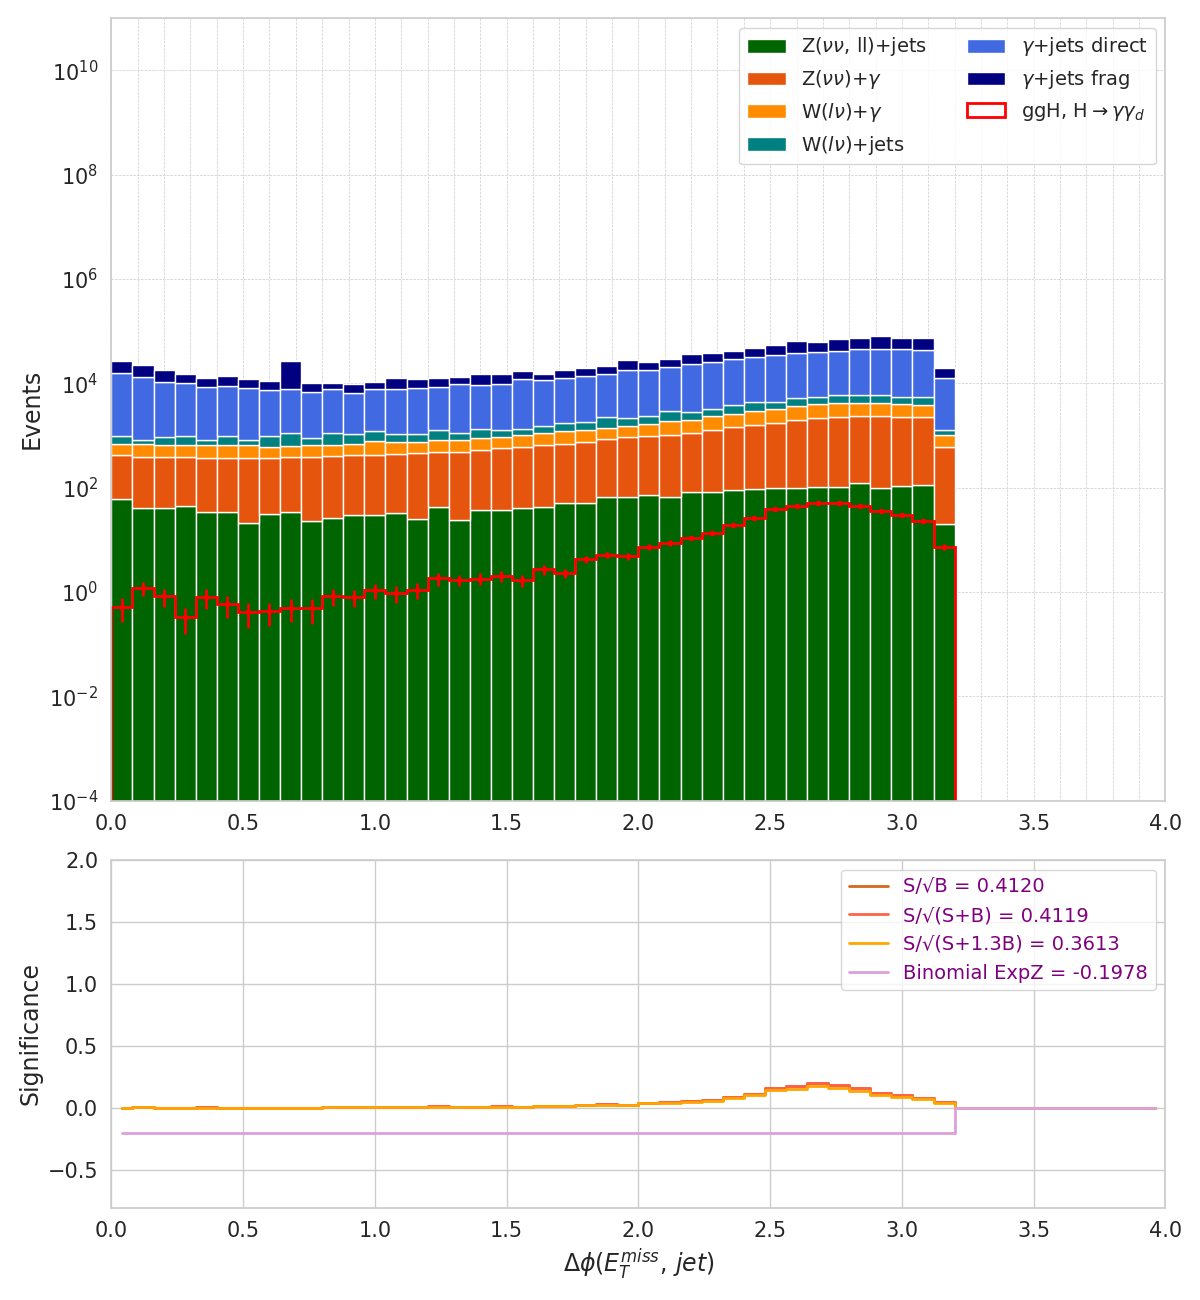 Events
10^10
10^8
10^6
10^4
10^2
10^0
10^−2
10^−4
Z(νν, ll)+jets
Z(νν)+γ
W(lν)+γ
W(lν)+jets
γ+jets direct
γ+jets frag
ggH, H→γγ_d
0.0 0.5 1.0 1.5 2.0 2.5 3.0 3.5 4.0
Significance
2.0
1.5
1.0
0.5
0.0
−0.5
S/√B = 0.4120
S/√(S+B) = 0.4119
S/√(S+1.3B) = 0.3613
Binomial ExpZ = -0.1978
0.0 0.5 1.0 1.5 2.0 2.5 3.0 3.5 4.0
Δϕ(E_T^miss, jet)